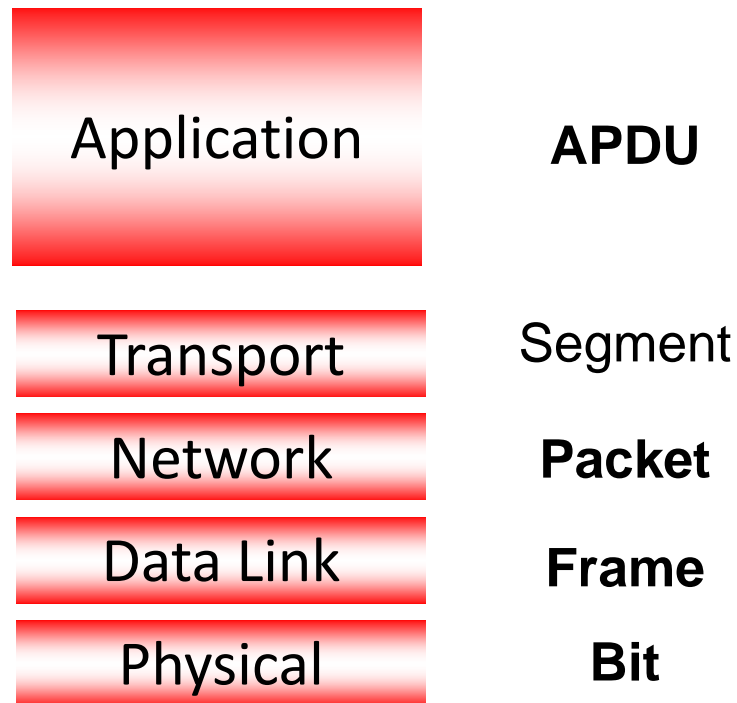 Application
APDU
Transport
Segment
Network
Packet
Data Link
Frame
Physical
Bit